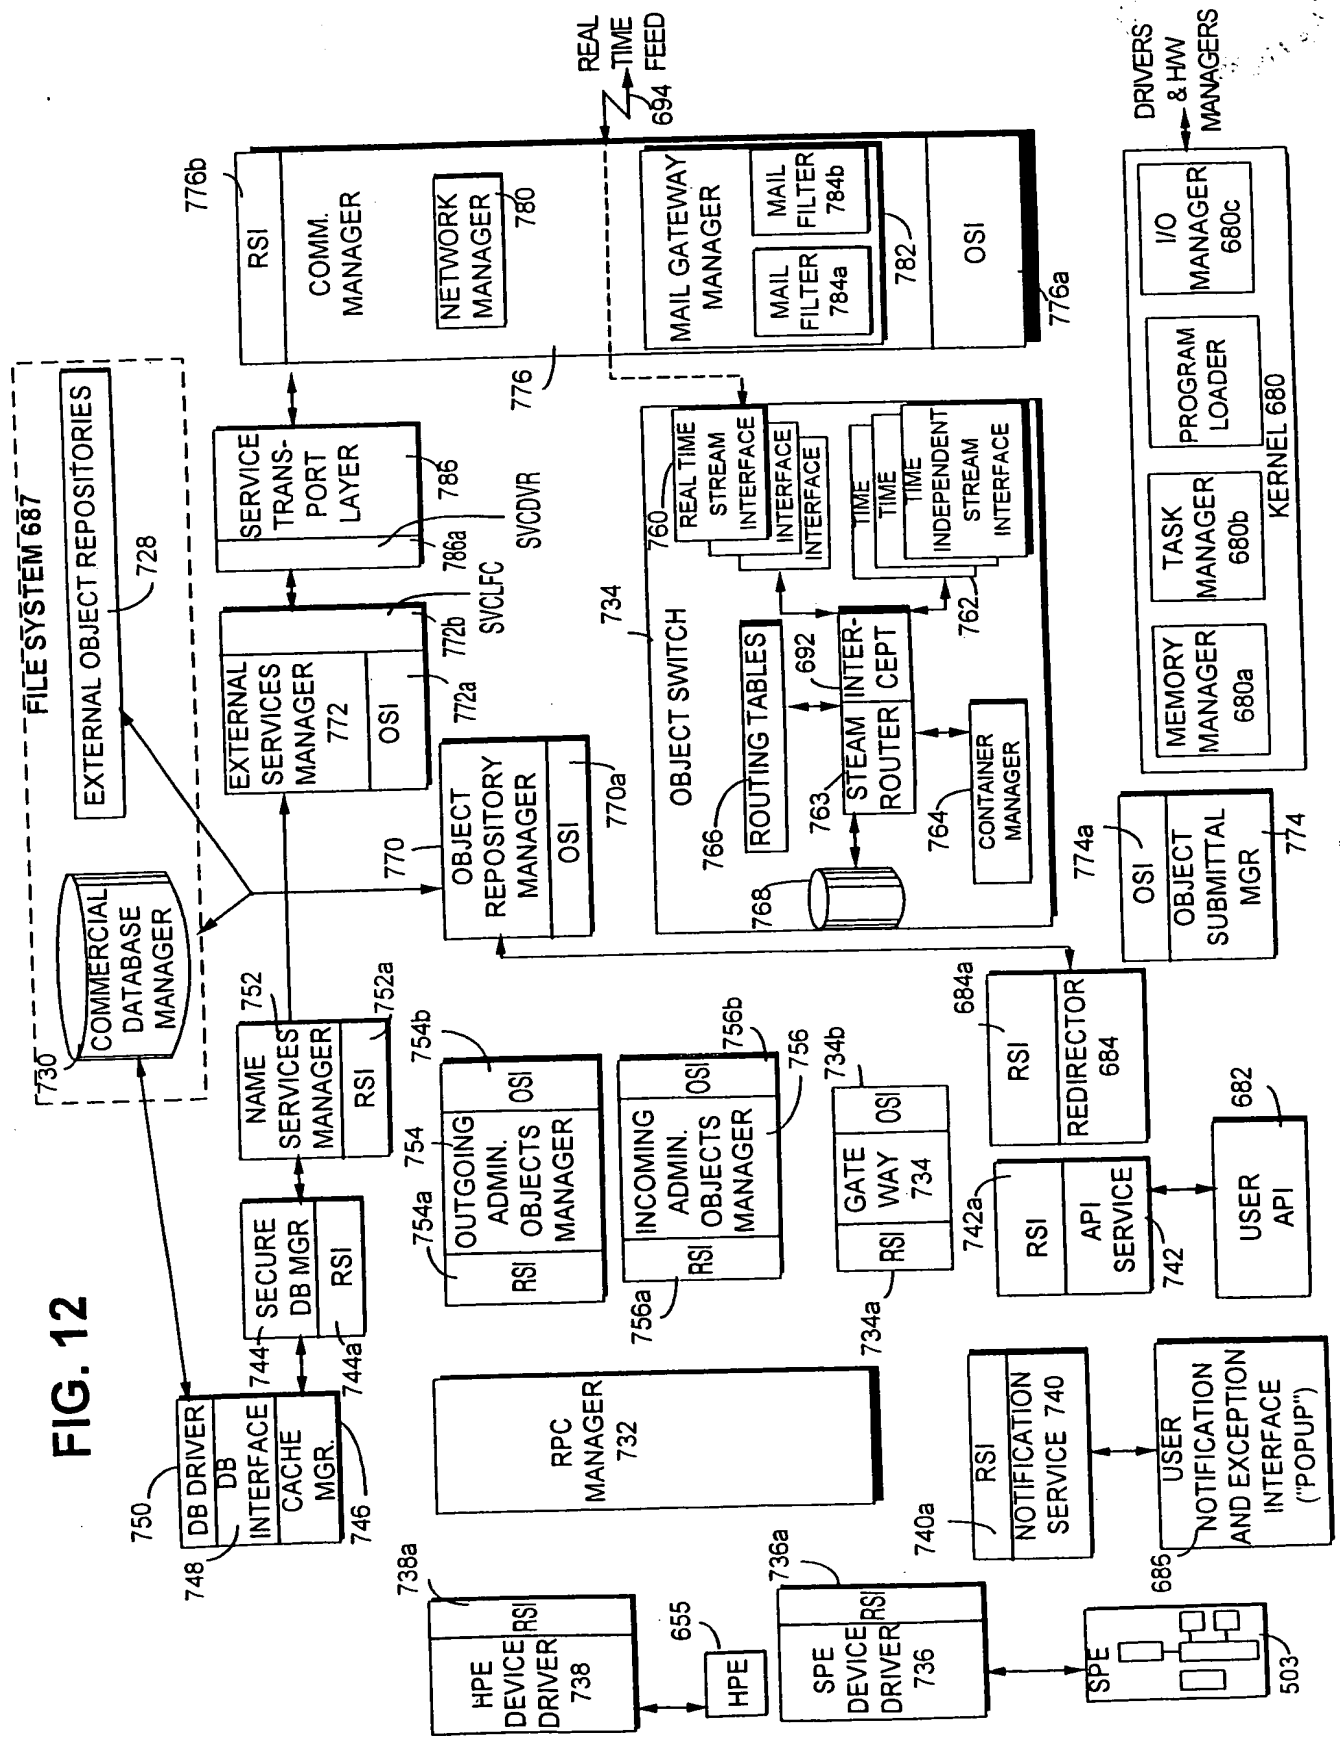 FIG. 12
FILE SYSTEM 687
730
COMMERCIAL
DATABASE
MANAGER
EXTERNAL OBJECT REPOSITORIES
728
750
DB DRIVER
DB
INTERFACE
748
CACHE
MGR.
746
744
SECURE
DB MGR
RSI
744a
NAME
SERVICES
MANAGER
752
RSI
752a
EXTERNAL
SERVICES
MANAGER
772
OSI
772a
772b
SVCLFC
SERVICE
TRANS-
PORT
LAYER
786
786a
SVCDVR
776b
RSI
COMM.
MANAGER
NETWORK
MANAGER
780
776
MAIL GATEWAY
MANAGER
MAIL
FILTER
784a
MAIL
FILTER
784b
782
OSI
776a
REAL
TIME
FEED
694
738a
HPE
DEVICE
DRIVER
738
RSI
655
HPE
736a
SPE
DEVICE
DRIVER
736
RSI
SPE
503
RPC
MANAGER
732
754a
754
754b
RSI
OUTGOING
ADMIN.
OBJECTS
MANAGER
OSI
756a
RSI
INCOMING
ADMIN.
OBJECTS
MANAGER
OSI
756b
756
734a
RSI
GATE
WAY
734
OSI
734b
770
OBJECT
REPOSITORY
MANAGER
OSI
770a
734
OBJECT SWITCH
760
REAL TIME
STREAM
INTERFACE
INTERFACE
INTERFACE
TIME
TIME
TIME
INDEPENDENT
STREAM
INTERFACE
762
766
ROUTING TABLES
692
763
STEAM
ROUTER
INTER-
CEPT
768
764
CONTAINER
MANAGER
740a
RSI
NOTIFICATION
SERVICE 740
686
USER
NOTIFICATION
AND EXCEPTION
INTERFACE
("POPUP")
742a
RSI
API
SERVICE
742
USER
API
682
684a
RSI
REDIRECTOR
684
774a
OSI
OBJECT
SUBMITTAL
MGR
774
MEMORY
MANAGER
680a
TASK
MANAGER
680b
PROGRAM
LOADER
I/O
MANAGER
680c
KERNEL 680
DRIVERS
& H/W
MANAGERS